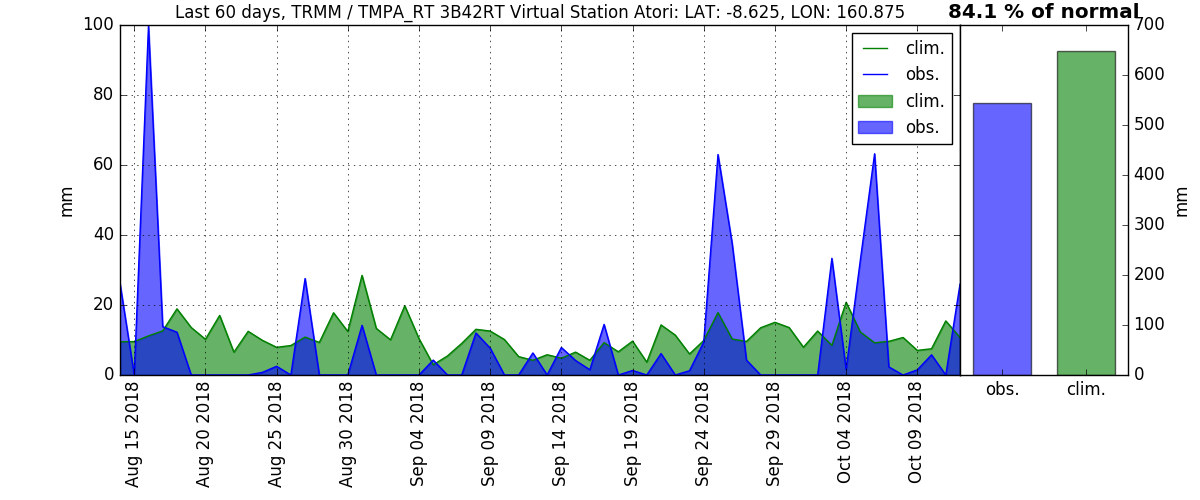 Last 60 days, TRMM / TMPA_RT 3B42RT Virtual Station Atori: LAT: -8.625, LON: 160.875
84.1 % of normal
100
80
60
40
20
0
mm
clim.
obs.
clim.
obs.
700
600
500
400
300
200
100
0
mm
Aug 15 2018
Aug 20 2018
Aug 25 2018
Aug 30 2018
Sep 04 2018
Sep 09 2018
Sep 14 2018
Sep 19 2018
Sep 24 2018
Sep 29 2018
Oct 04 2018
Oct 09 2018
obs.
clim.